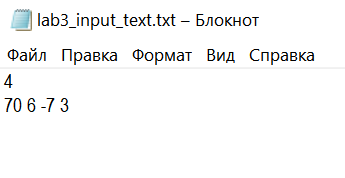 lab3_input_text.txt – Блокнот
Файл Правка Формат Вид Справка
4
70 6 -7 3